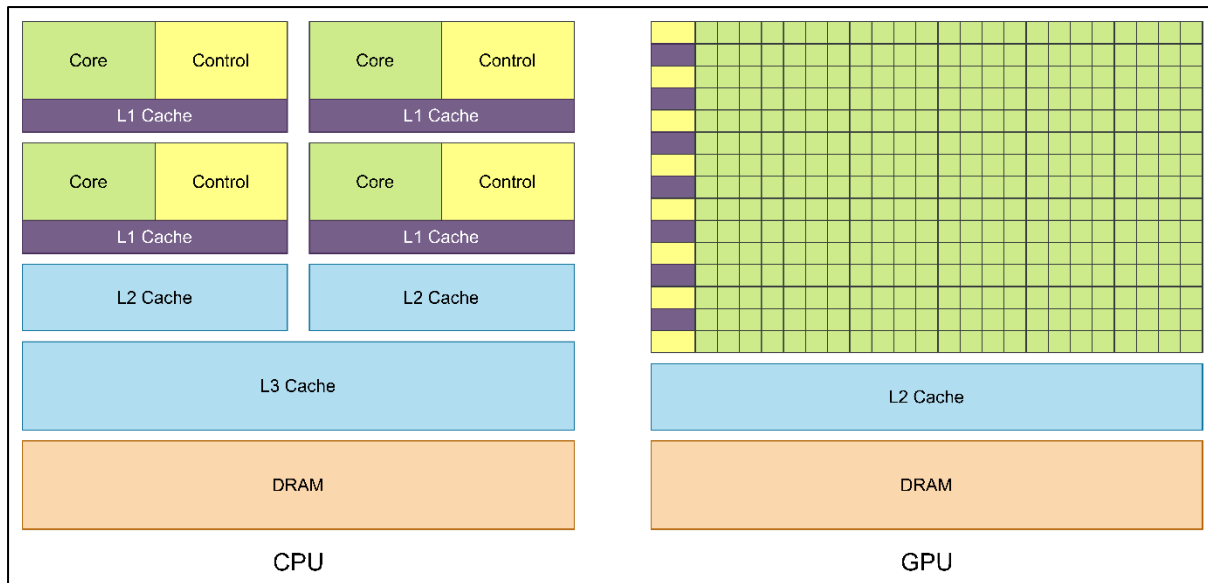 Core Control Core Control
L1 Cache L1 Cache
Core Control Core Control
L1 Cache L1 Cache
L2 Cache L2 Cache
L3 Cache
DRAM
CPU
L2 Cache
DRAM
GPU